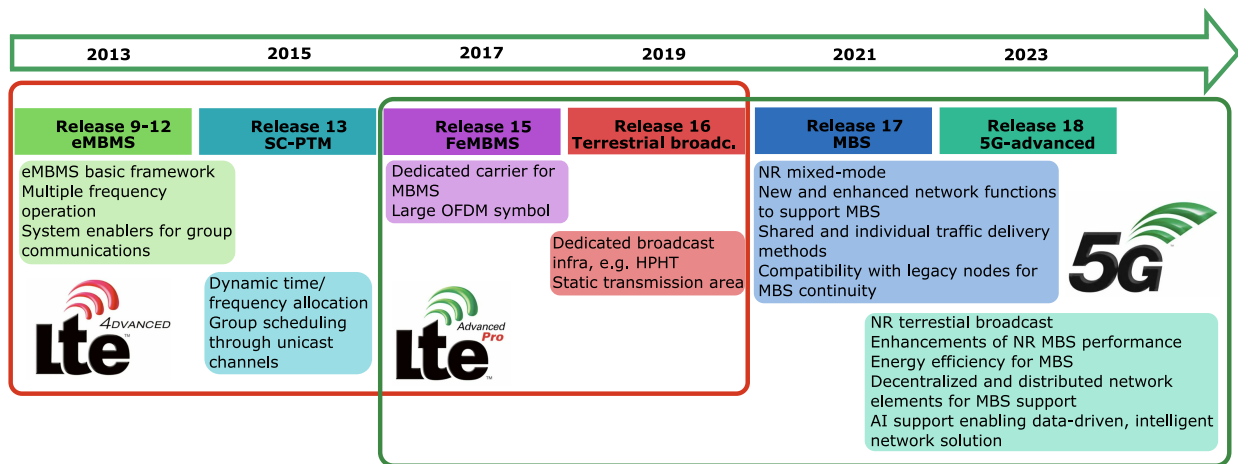 2013
2015
2017
2019
2021
2023
Release 9-12
eMBMS
Release 13
SC-PTM
Release 15
FeMBMS
Release 16
Terrestrial broadc.
Release 17
MBS
Release 18
5G-advanced
eMBMS basic framework
Multiple frequency
operation
System enablers for group
communications
Dynamic time/
frequency allocation
Group scheduling
through unicast
channels
Dedicated carrier for
MBMS
Large OFDM symbol
Dedicated broadcast
infra, e.g. HPHT
Static transmission area
NR mixed-mode
New and enhanced network functions
to support MBS
Shared and individual traffic delivery
methods
Compatibility with legacy nodes for
MBS continuity
NR terrestial broadcast
Enhancements of NR MBS performance
Energy efficiency for MBS
Decentralized and distributed network
elements for MBS support
AI support enabling data-driven, intelligent
network solution
4DVANCED
Lte™
Advanced
Pro
Lte™
5G